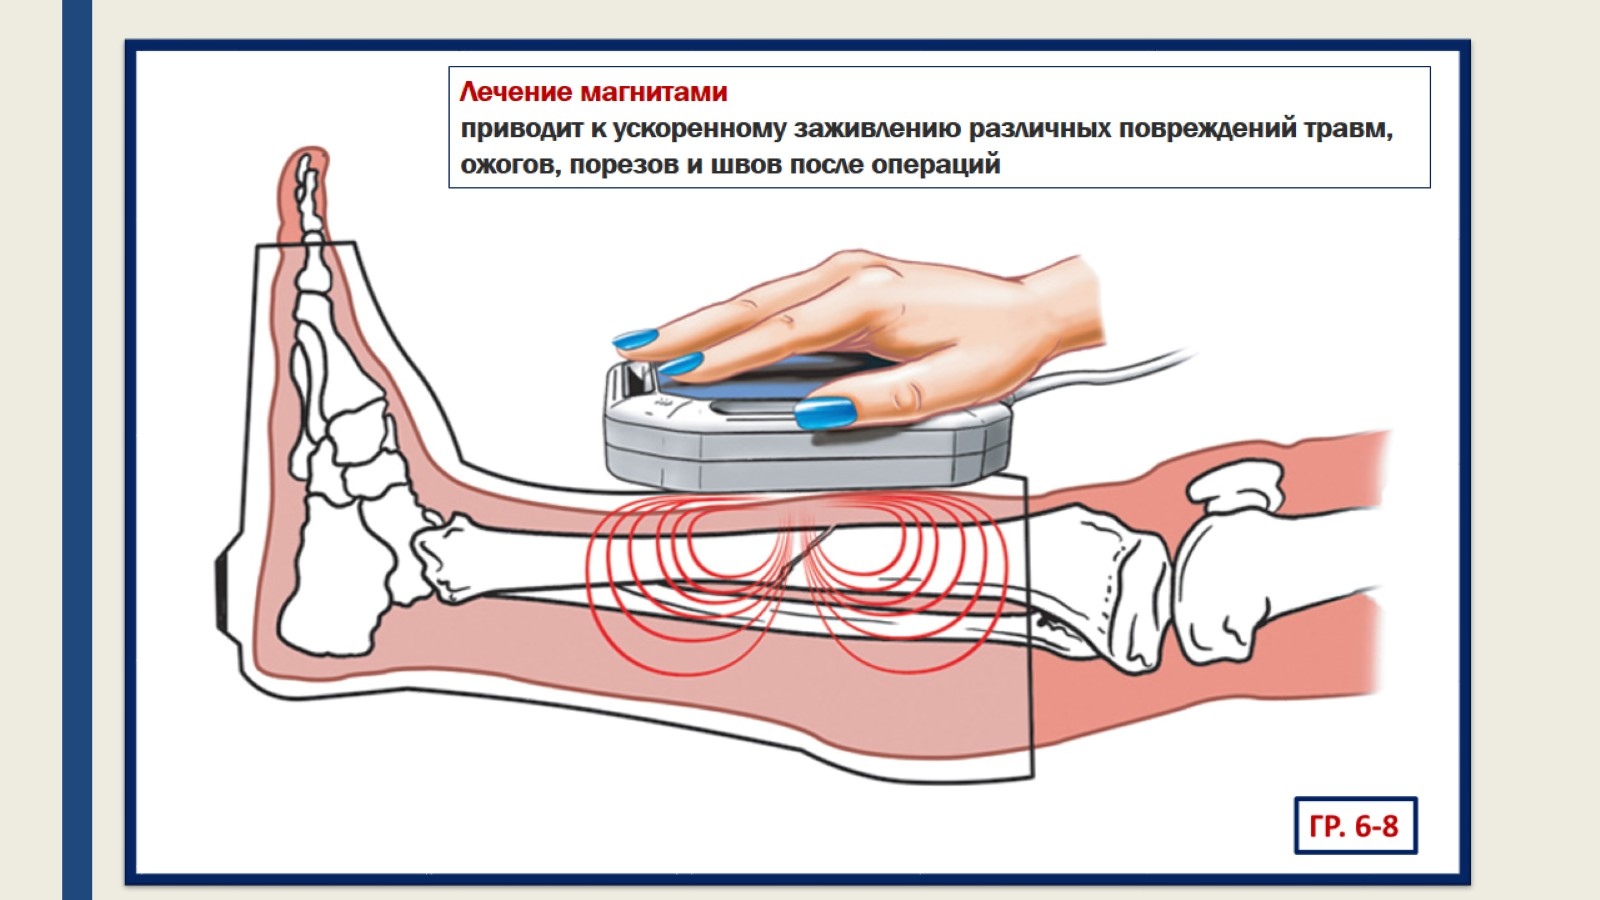 Лечение магнитами
приводит к ускоренному заживлению различных повреждений травм,
ожогов, порезов и швов после операций
ГР. 6-8